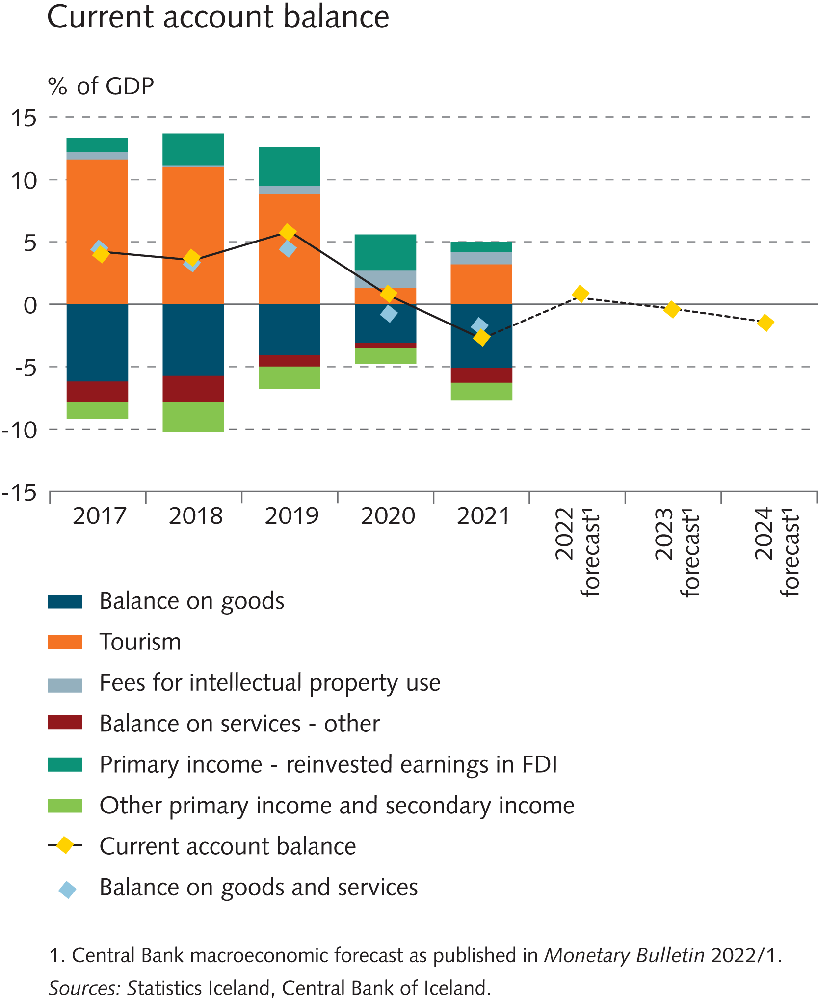 Current account balance
% of GDP
15
10
5
0
-5
-10
-15
2017
2018
2019
2020
2021
2022
forecast¹
2023
forecast¹
2024
forecast¹
Balance on goods
Tourism
Fees for intellectual property use
Balance on services - other
Primary income - reinvested earnings in FDI
Other primary income and secondary income
Current account balance
Balance on goods and services
1. Central Bank macroeconomic forecast as published in Monetary Bulletin 2022/1.
Sources: Statistics Iceland, Central Bank of Iceland.